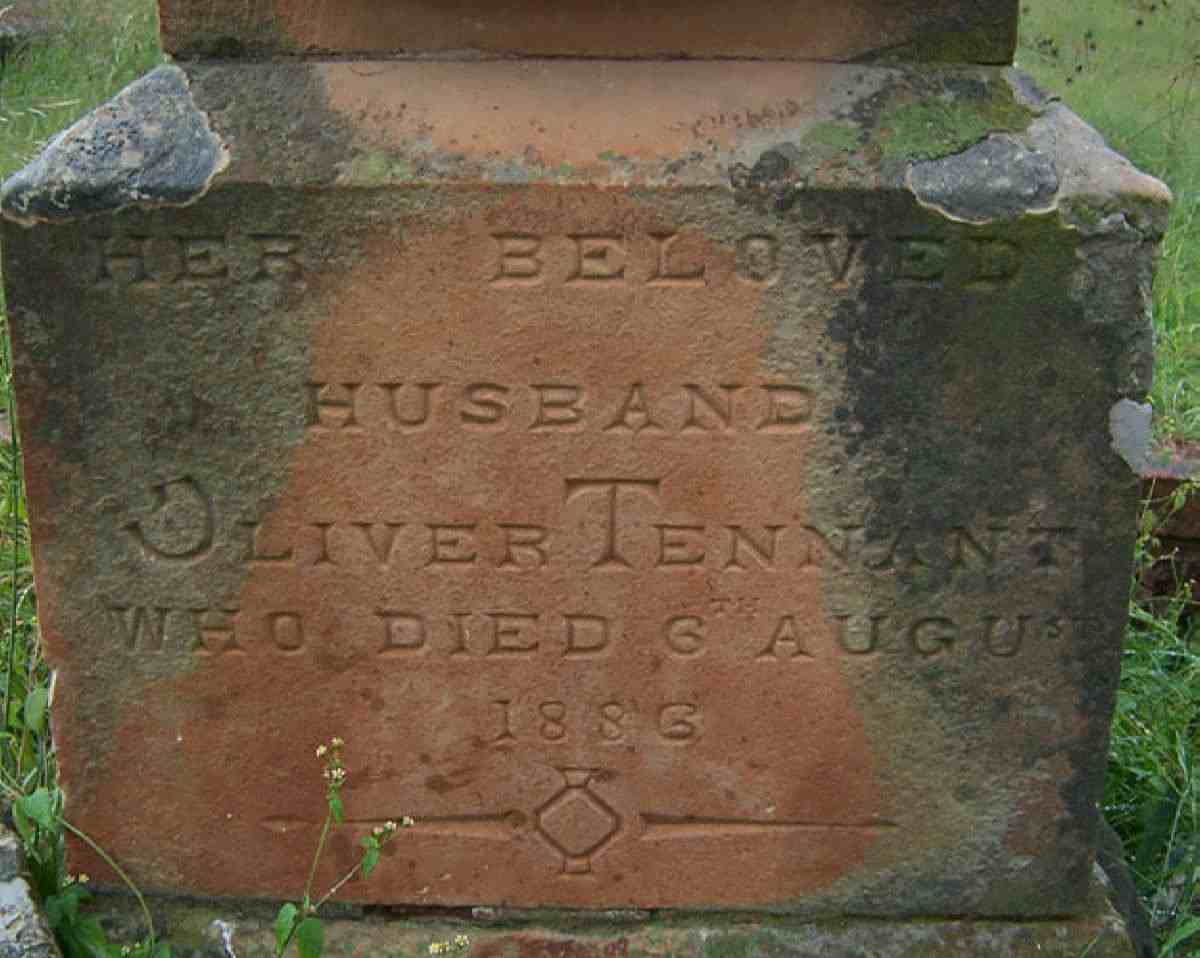 HER BELOVED
HUSBAND
OLIVER TENNANT
WHO DIED 6TH AUGUST
1886